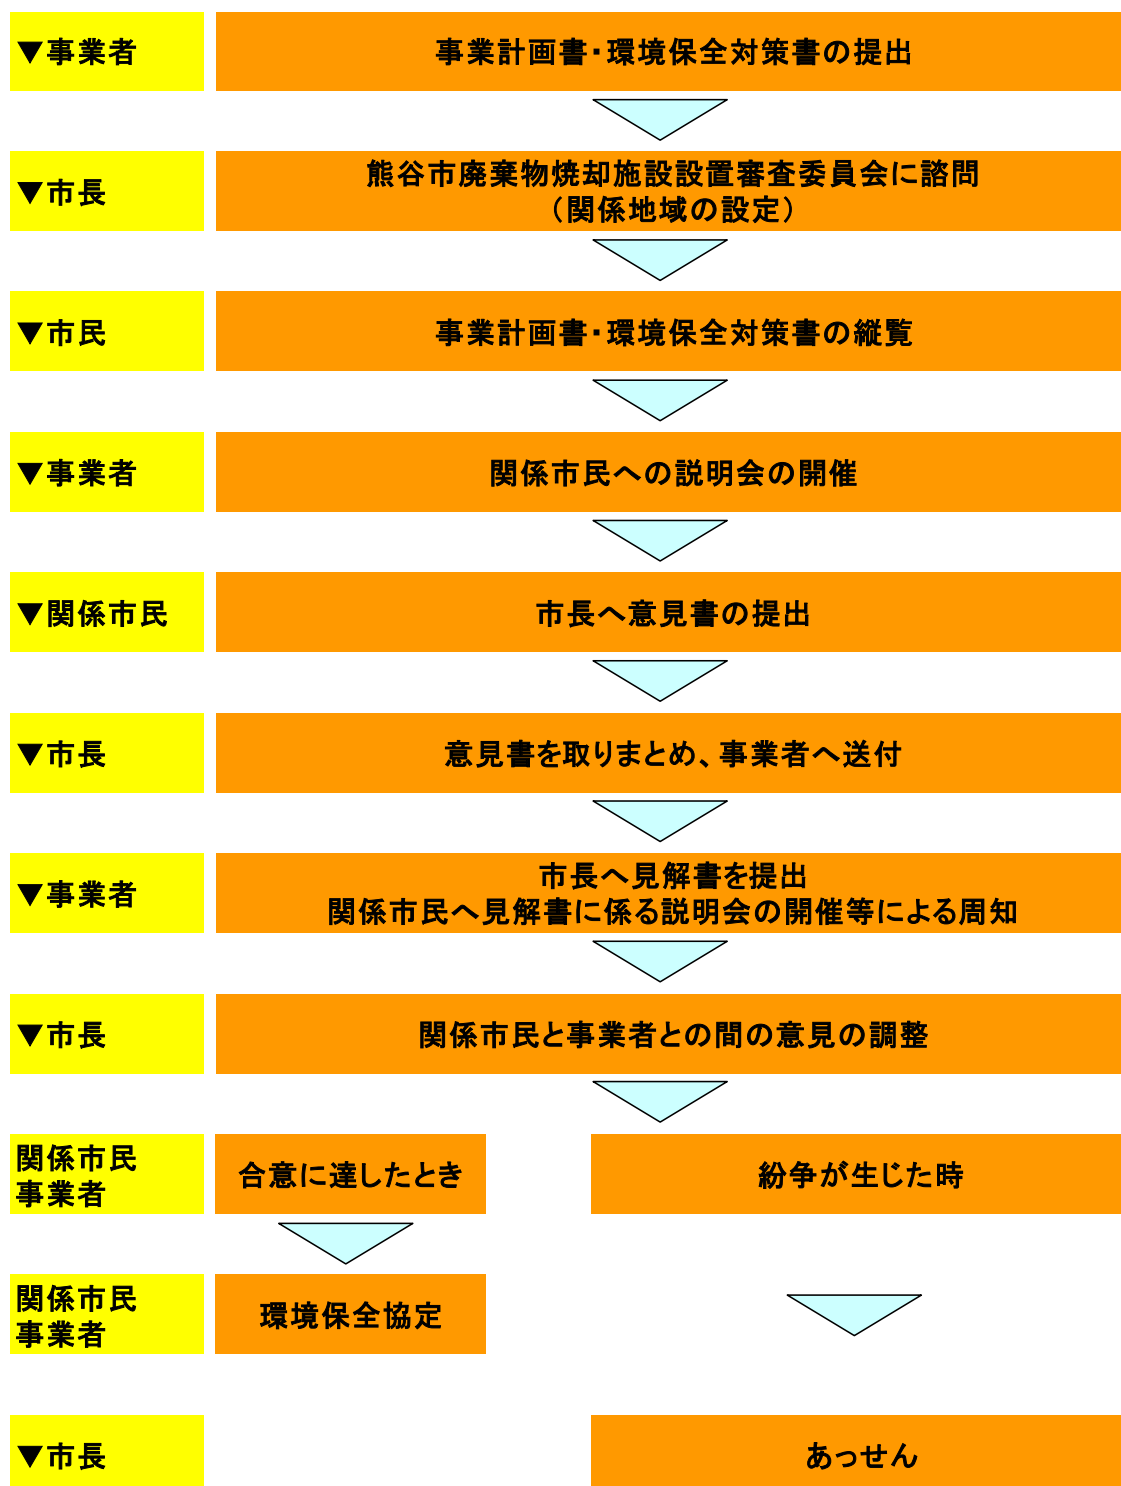 ▼事業者
事業計画書・環境保全対策書の提出
▼市長
熊谷市廃棄物焼却施設設置審査委員会に諮問
（関係地域の設定）
▼市民
事業計画書・環境保全対策書の縦覧
▼事業者
関係市民への説明会の開催
▼関係市民
市長へ意見書の提出
▼市長
意見書を取りまとめ、事業者へ送付
▼事業者
市長へ見解書を提出
関係市民へ見解書に係る説明会の開催等による周知
▼市長
関係市民と事業者との間の意見の調整
関係市民
事業者
合意に達したとき
紛争が生じた時
関係市民
事業者
環境保全協定
▼市長
あっせん